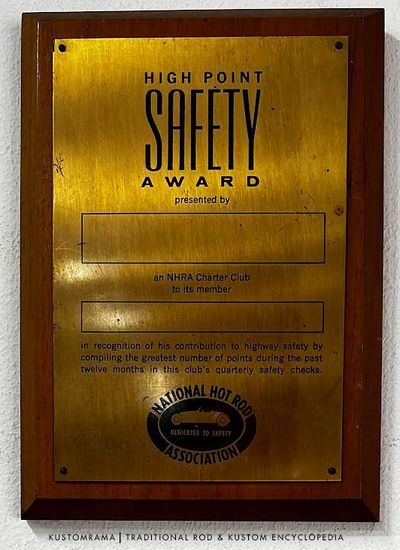 HIGH POINT
SAFETY
AWARD
presented by
an NHRA Charter Club
to its member
in recognition of his contribution to highway safety by
compiling the greatest number of points during the past
twelve months in this club's quarterly safety checks.
NATIONAL HOT ROD
DEDICATED TO SAFETY
ASSOCIATION
KUSTOMRAMA | TRADITIONAL ROD & KUSTOM ENCYCLOPEDIA